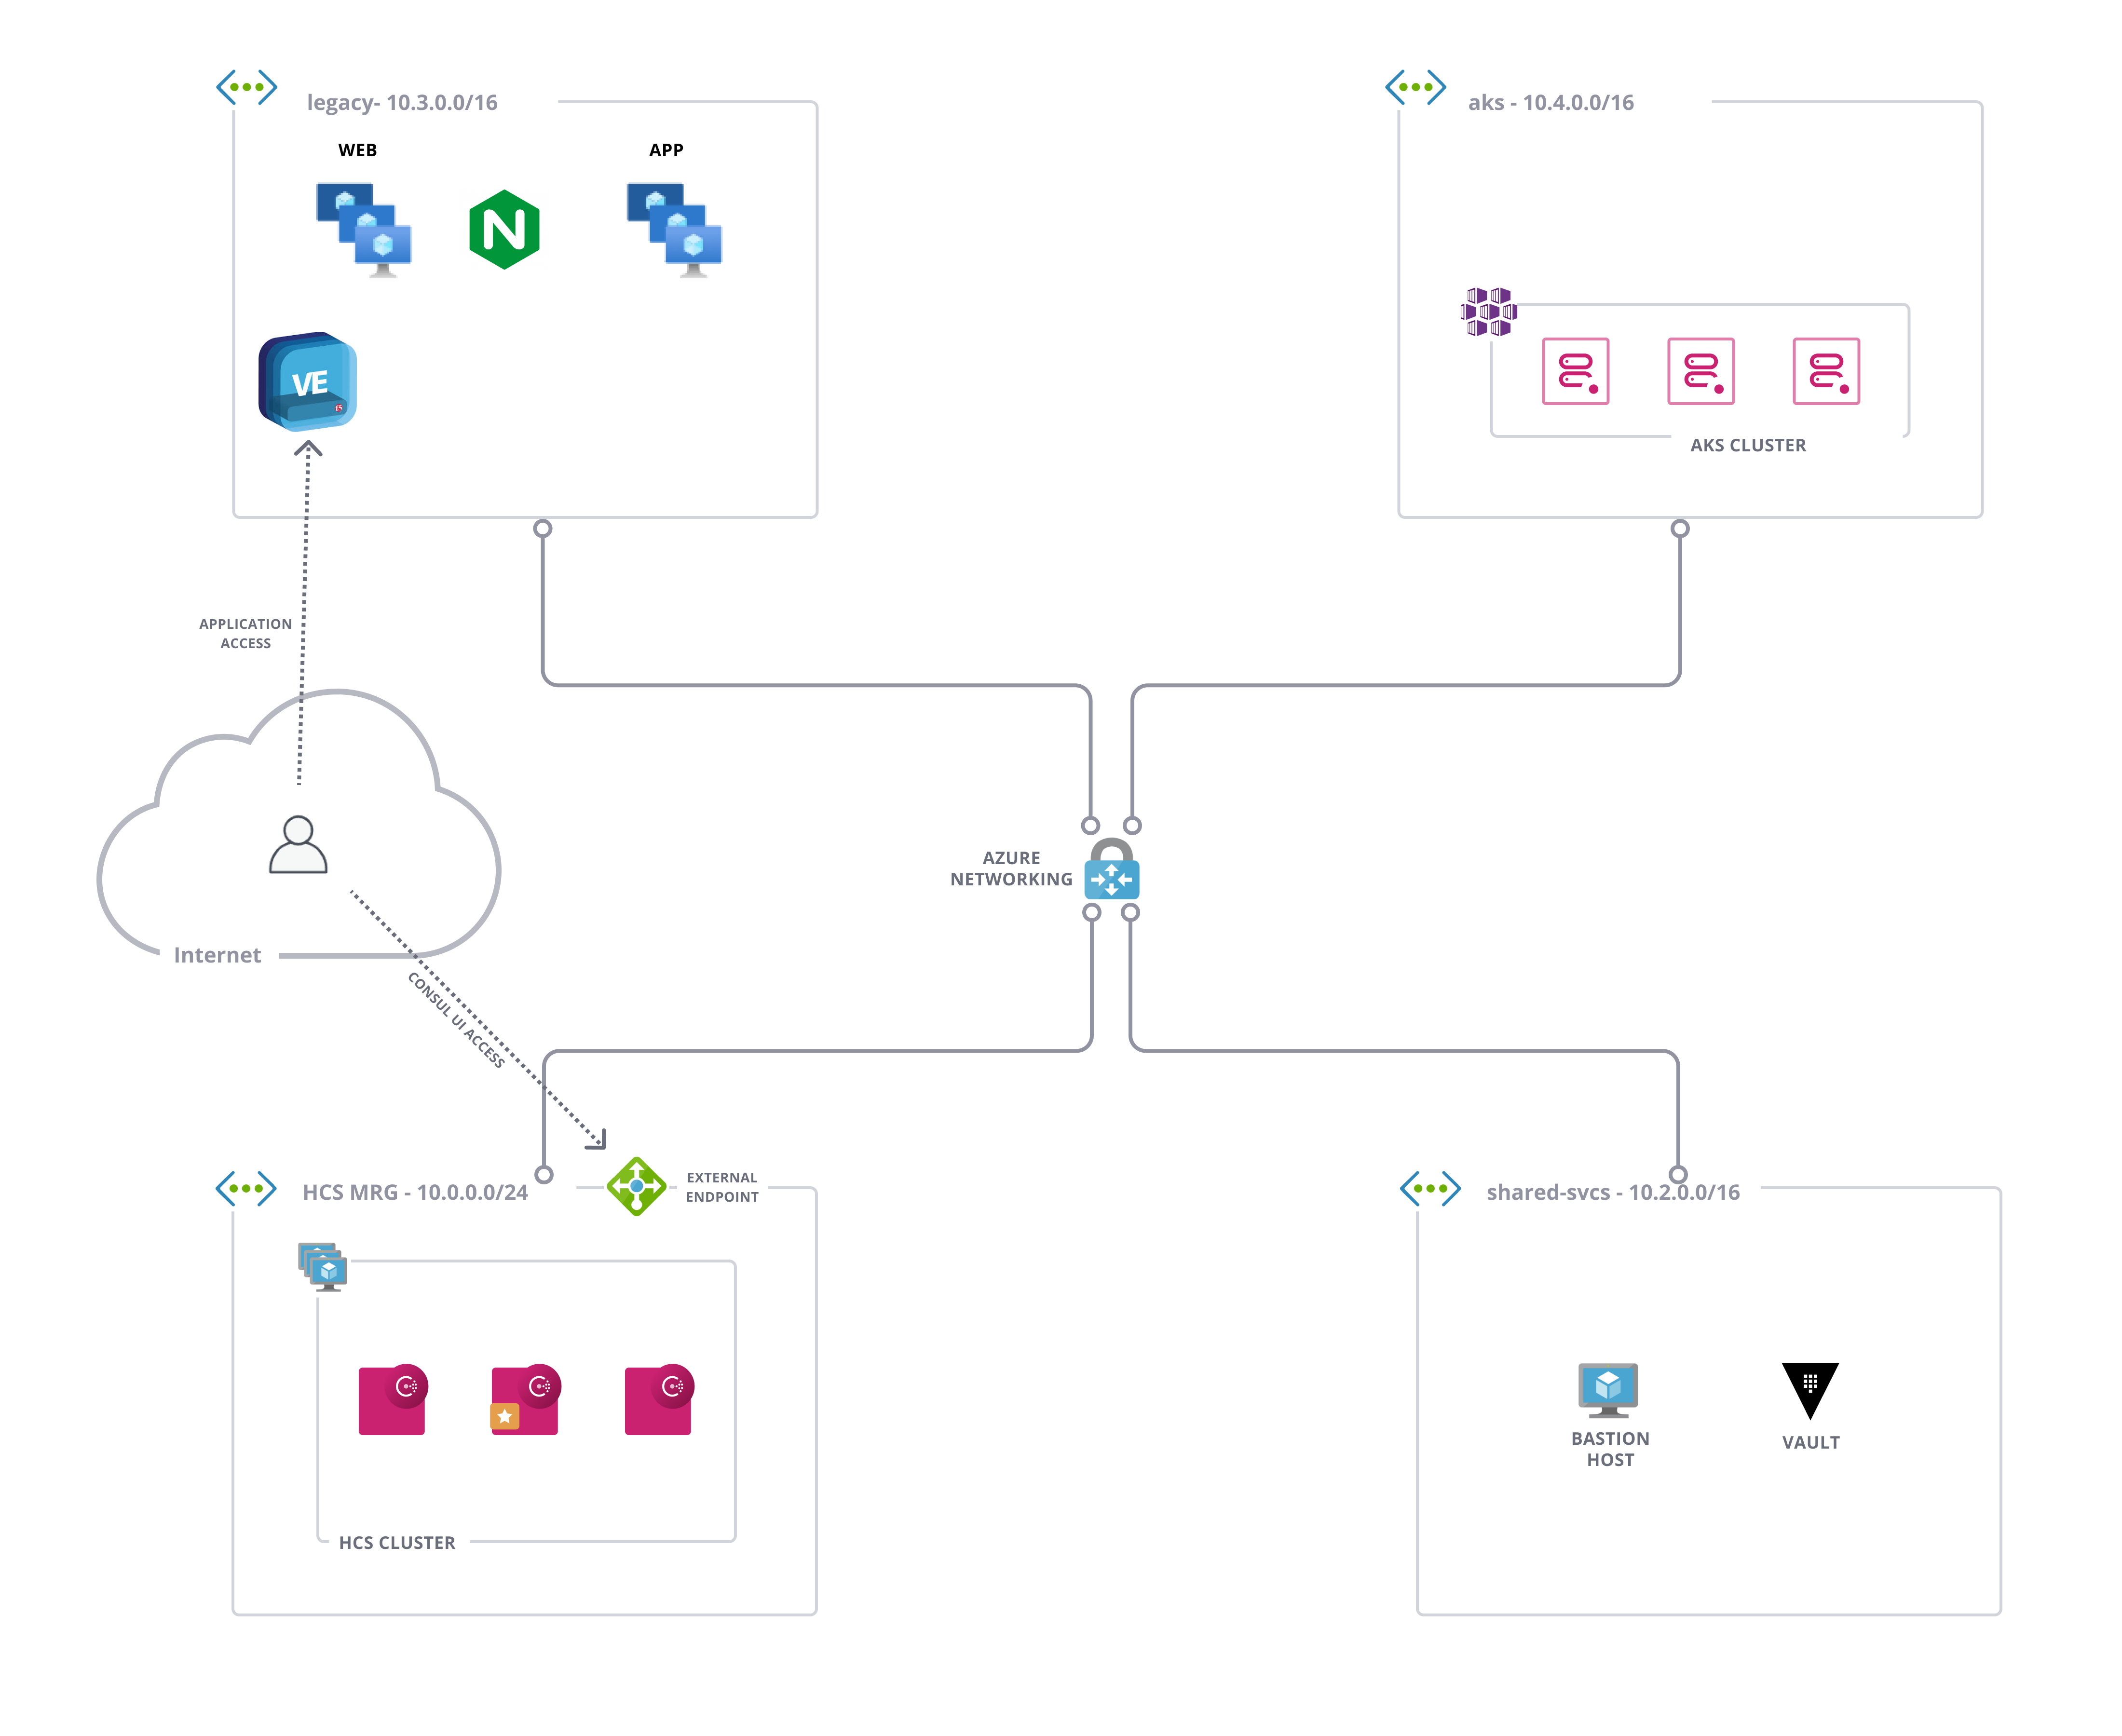 legacy- 10.3.0.0/16
WEB
APP
N
VE
f5
aks - 10.4.0.0/16
AKS CLUSTER
APPLICATION
ACCESS
Internet
CONSUL UI ACCESS
AZURE
NETWORKING
HCS MRG - 10.0.0.0/24
EXTERNAL
ENDPOINT
HCS CLUSTER
shared-svcs - 10.2.0.0/16
BASTION
HOST
VAULT